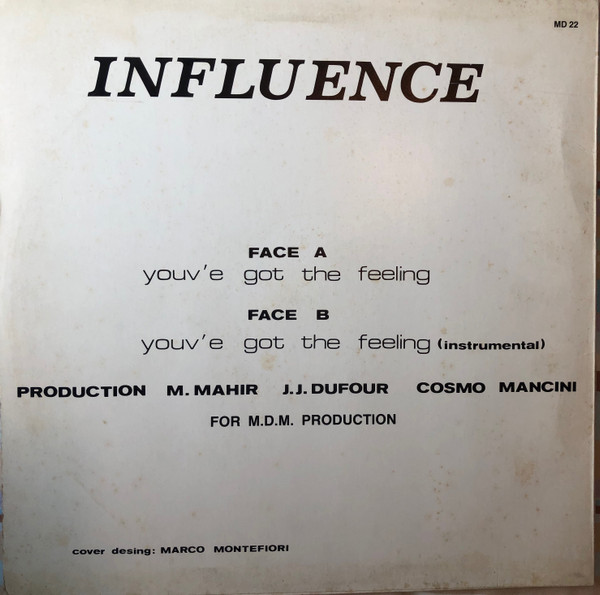 MD 22
INFLUENCE
FACE A
youv'e got the feeling
FACE B
youv'e got the feeling (instrumental)
PRODUCTION M. MAHIR J.J. DUFOUR COSMO MANCINI
FOR M.D.M. PRODUCTION
cover desing: MARCO MONTEFIORI